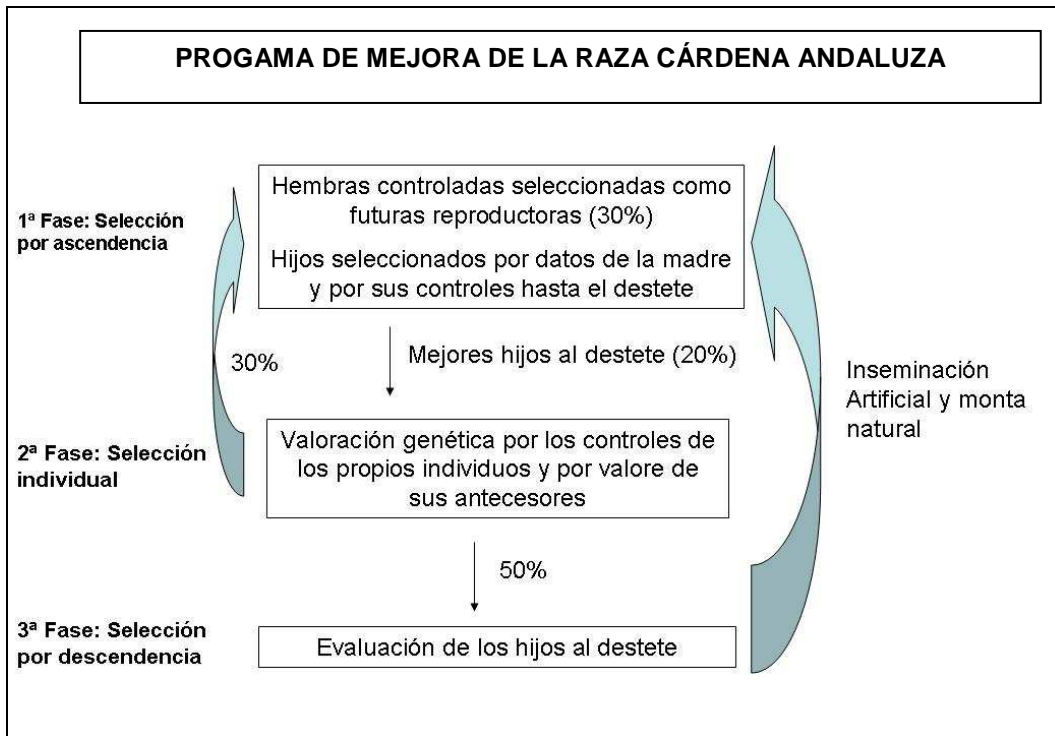 PROGAMA DE MEJORA DE LA RAZA CÁRDENA ANDALUZA
1ª Fase: Selección
por ascendencia
Hembras controladas seleccionadas como
futuras reproductoras (30%)
Hijos seleccionados por datos de la madre
y por sus controles hasta el destete
30%
Mejores hijos al destete (20%)
Inseminación
Artificial y monta
natural
2ª Fase: Selección
individual
Valoración genética por los controles de
los propios individuos y por valore de
sus antecesores
50%
3ª Fase: Selección
por descendencia
Evaluación de los hijos al destete